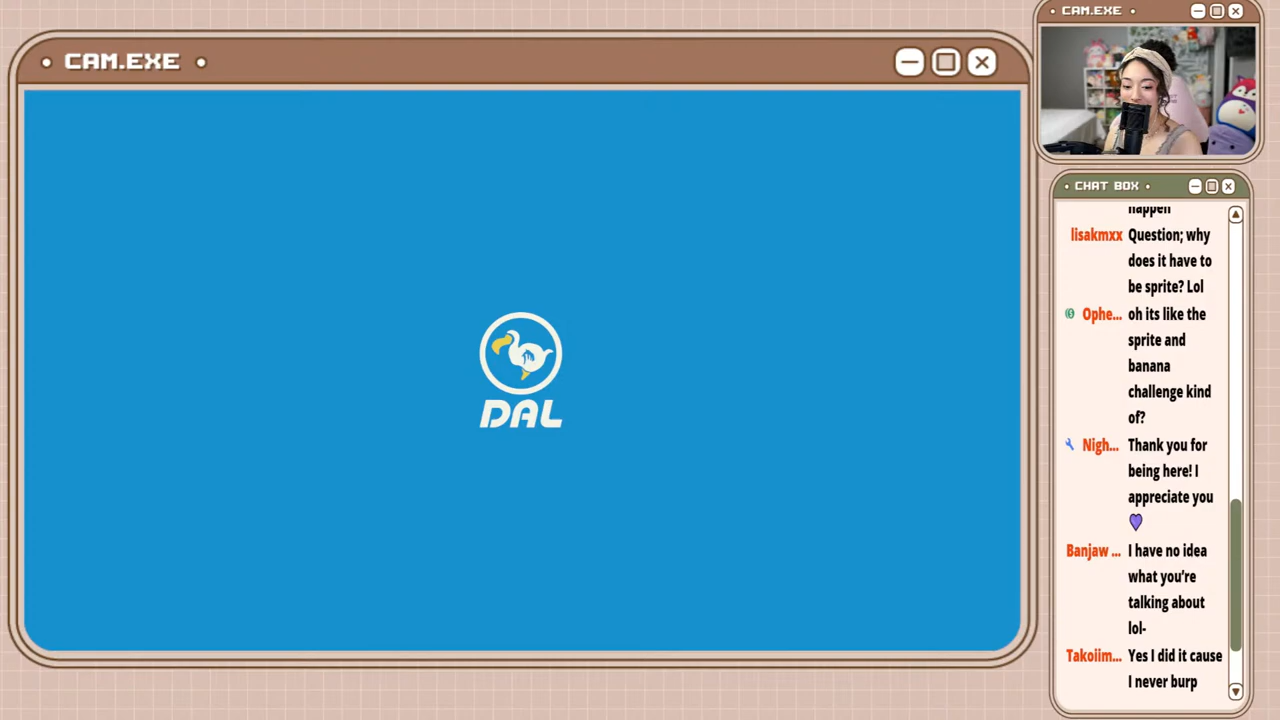 CAM.EXE
CAM.EXE
DAL
CHAT BOX
happen
lisakmxx Question; why
does it have to
be sprite? Lol
Ophe... oh its like the
sprite and
banana
challenge kind
of?
Nigh... Thank you for
being here! I
appreciate you
Banjaw ... I have no idea
what you're
talking about
lol-
Takoiim... Yes I did it cause
I never burp